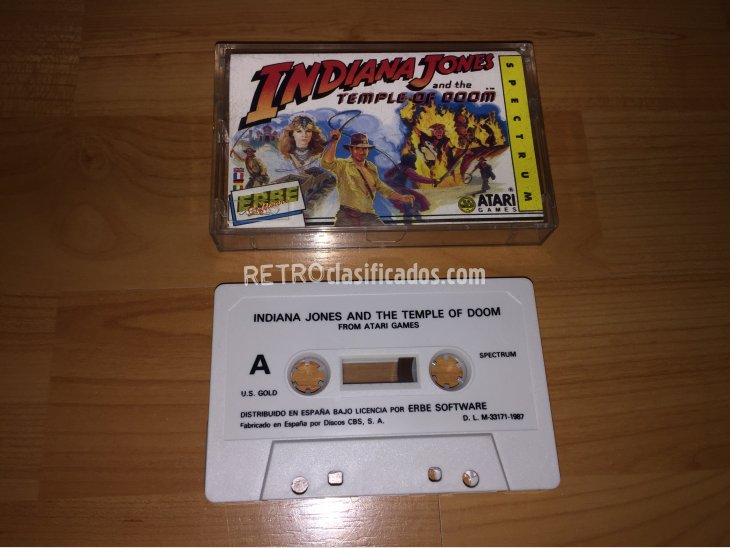 INDIANA JONES
and the
TEMPLE OF DOOM
SPECTRUM
ERBE
Software
ATARI
GAMES
RETROclasificados.com
INDIANA JONES AND THE TEMPLE OF DOOM
FROM ATARI GAMES
A
SPECTRUM
U.S. GOLD
DISTRIBUIDO EN ESPAÑA BAJO LICENCIA POR ERBE SOFTWARE
Fabricado en España por Discos CBS, S. A.
D. L. M-33171-1987